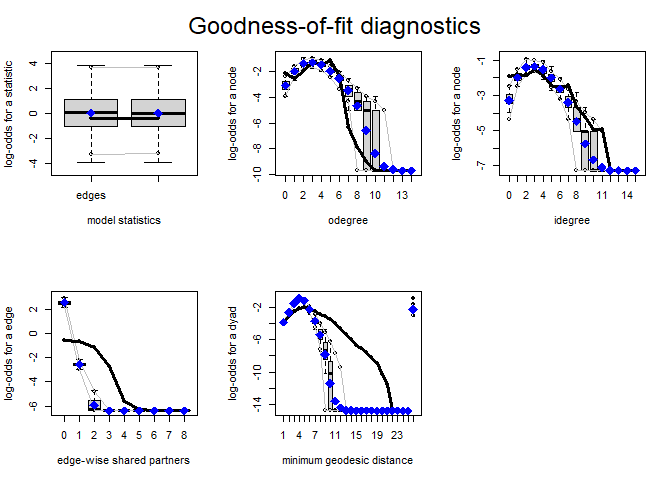 Goodness-of-fit diagnostics
log-odds for a statistic
4
2
0
-2
-4
edges
model statistics
log-odds for a node
-2
-4
-6
-8
-10
0 2 4 6 8 10 13
odegree
log-odds for a node
-1
-3
-5
-7
0 2 4 6 8 11 14
idegree
log-odds for a edge
2
0
-2
-4
-6
0 1 2 3 4 5 6 7 8
edge-wise shared partners
log-odds for a dyad
-2
-6
-10
-14
1 4 7 11 15 19 23
minimum geodesic distance